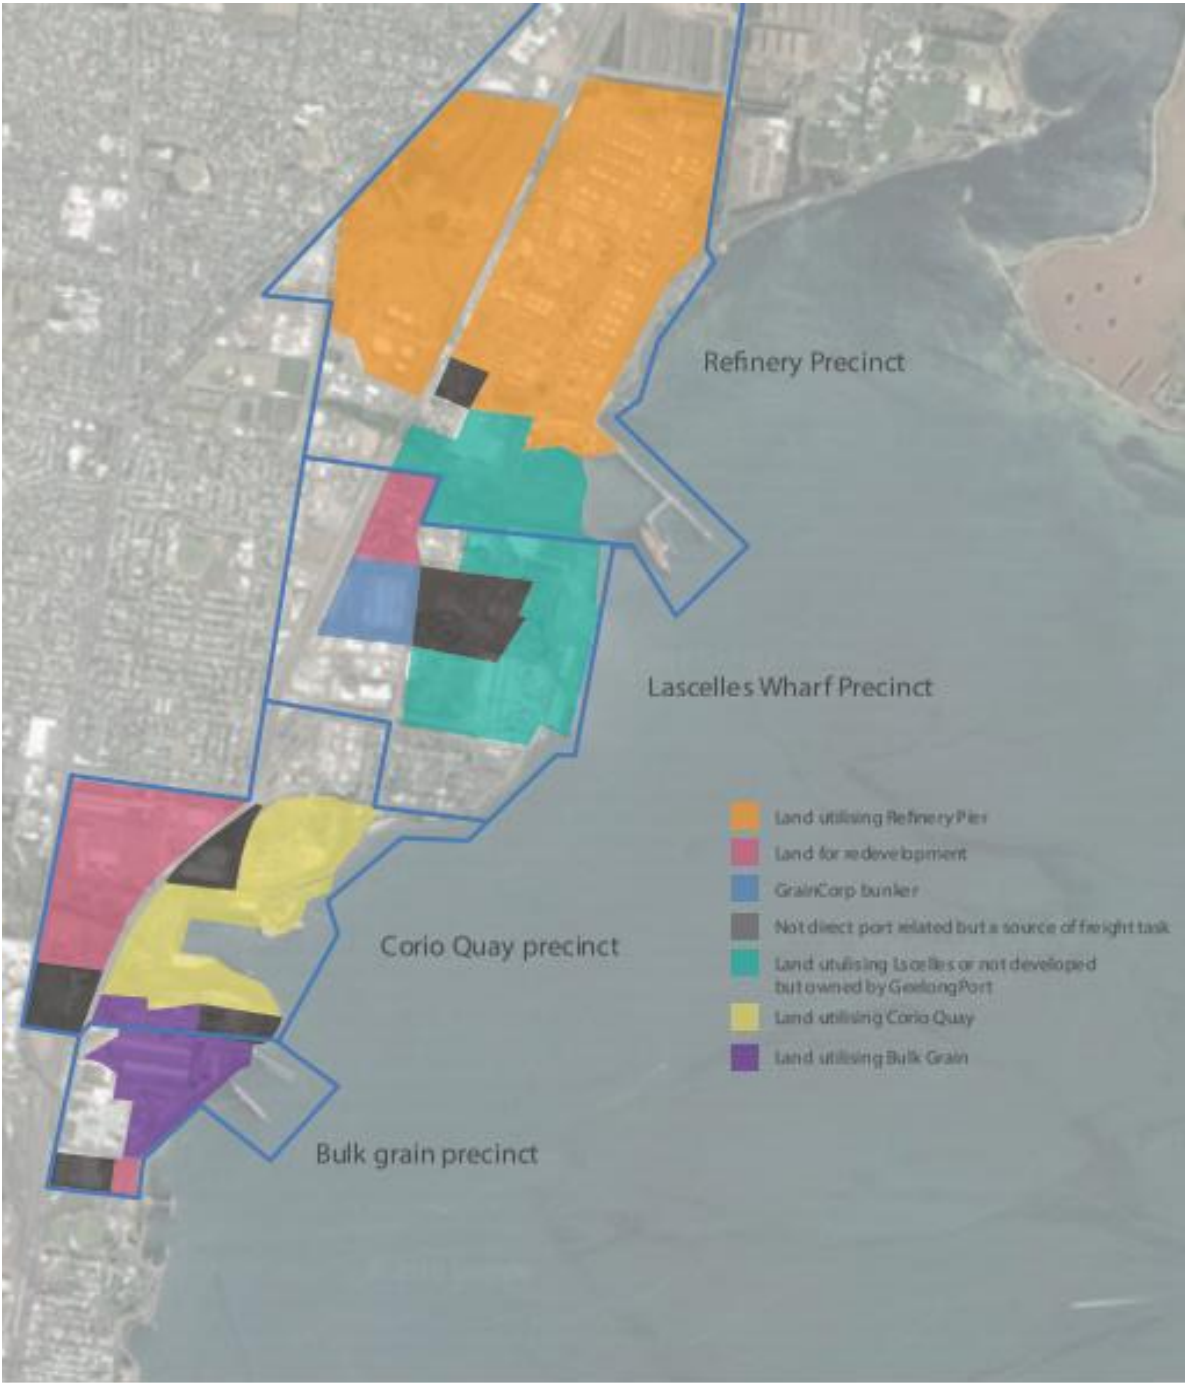 Refinery Precinct
Lascelles Wharf Precinct
Land utilising Refinery Pier
Land for redevelopment
GrainCorp bunker
Not direct port related but a source of freight task
Land utulising Lscelles or not developed
but owned by GeelongPort
Land utilising Corio Quay
Land utilising Bulk Grain
Corio Quay precinct
Bulk grain precinct